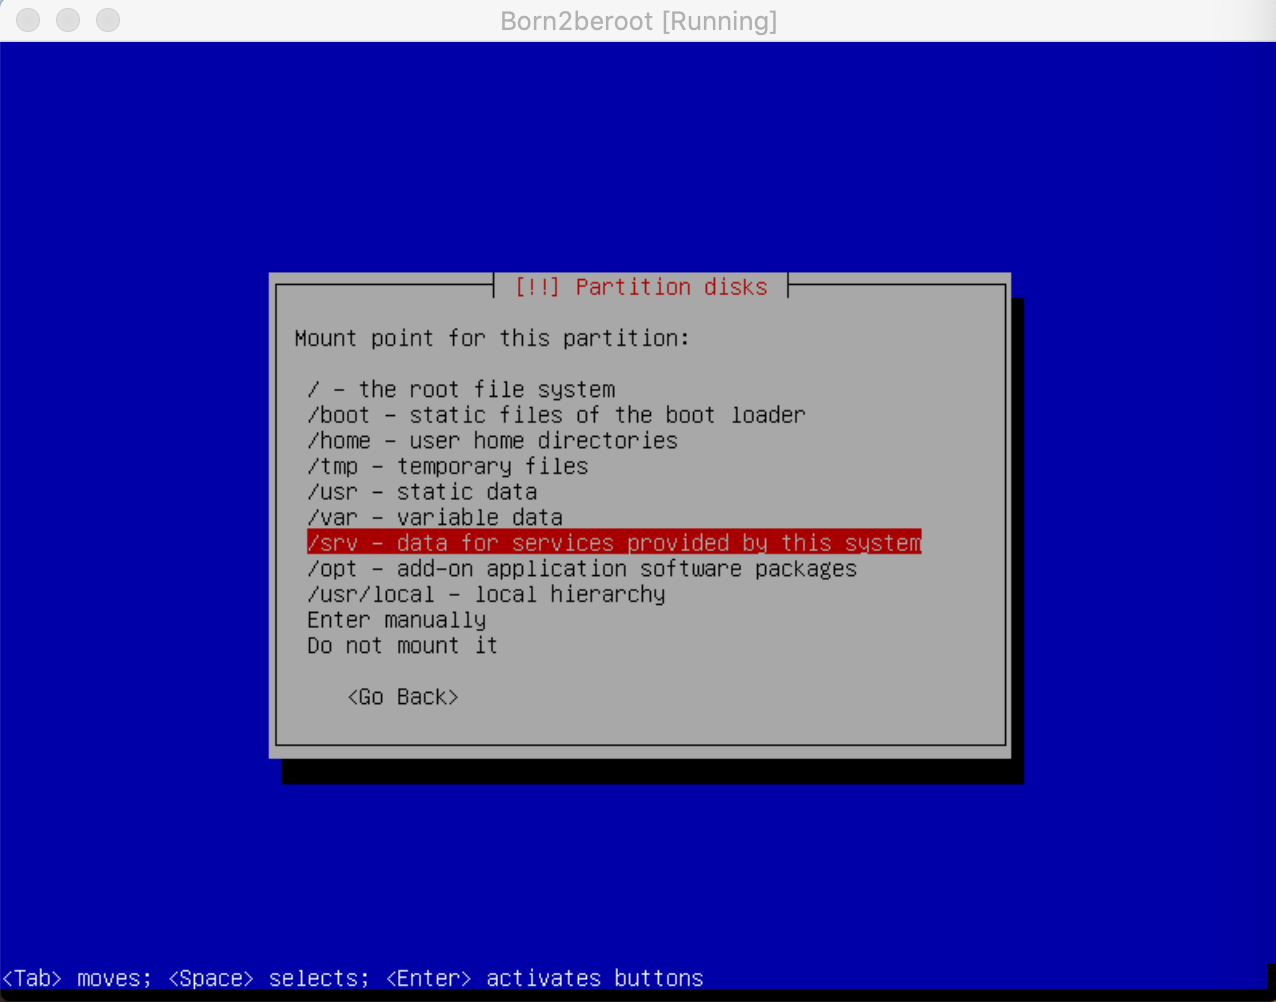 Born2beroot [Running]
[!!] Partition disks
Mount point for this partition:
/ - the root file system
/boot - static files of the boot loader
/home - user home directories
/tmp - temporary files
/usr - static data
/var - variable data
/srv - data for services provided by this system
/opt - add-on application software packages
/usr/local - local hierarchy
Enter manually
Do not mount it
<Go Back>
<Tab> moves; <Space> selects; <Enter> activates buttons